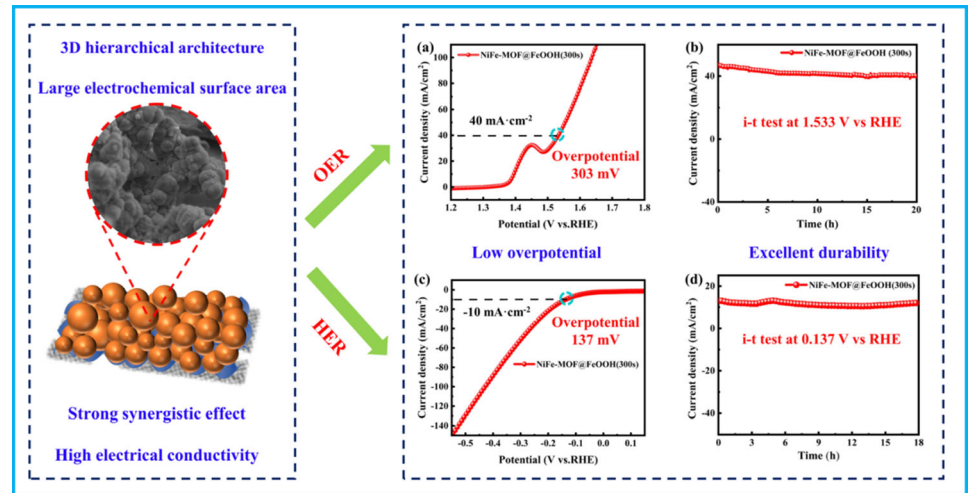 3D hierarchical architecture
Large electrochemical surface area
Strong synergistic effect
High electrical conductivity
OER
HER
(a)
NiFe-MOF@FeOOH(300s)
100
80
60
40
20
0
40 mA·cm-2
Overpotential
303 mV
Current density (mA/cm2)
1.2 1.3 1.4 1.5 1.6 1.7 1.8
Potential (V vs.RHE)
(b)
NiFe-MOF@FeOOH (300s)
40
0
-40
i-t test at 1.533 V vs RHE
Current density (mA/cm2)
0 5 10 15 20
Time (h)
Low overpotential
Excellent durability
(c)
0
-20
-40
-60
-80
-100
-120
-140
-10 mA·cm-2
Overpotential
137 mV
NiFe-MOF@FeOOH(300s)
Current density (mA/cm2)
-0.5 -0.4 -0.3 -0.2 -0.1 0.0 0.1
Potential (V vs.RHE)
(d)
NiFe-MOF@FeOOH(300s)
20
0
-20
-40
i-t test at 0.137 V vs RHE
Current density (mA/cm2)
0 3 6 9 12 15 18
Time (h)